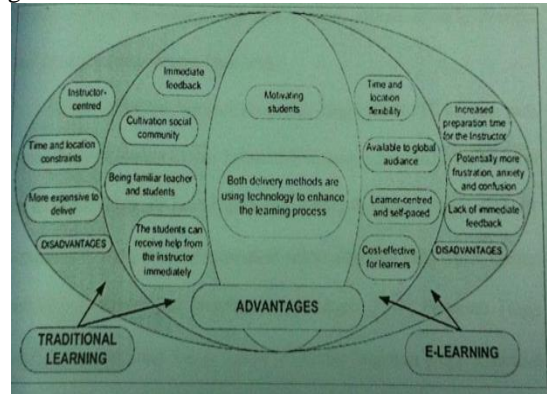 Instructor-
centred
Time and location
constraints
More expensive to
deliver
DISADVANTAGES
Immediate
feedback
Cultivation social
community
Being familiar teacher
and students
The students can
receive help from
the instructor
immediately
Motivating
students
Both delivery methods are
using technology to enhance
the learning process
Time and
location
flexibility
Available to global
audiance
Learner-centred
and self-paced
Cost-effective
for learners
Increased
preparation time
for the Instructor
Potentially more
frustration, anxiety
and confusion
Lack of immediate
feedback
DISADVANTAGES
ADVANTAGES
TRADITIONAL
LEARNING
E-LEARNING